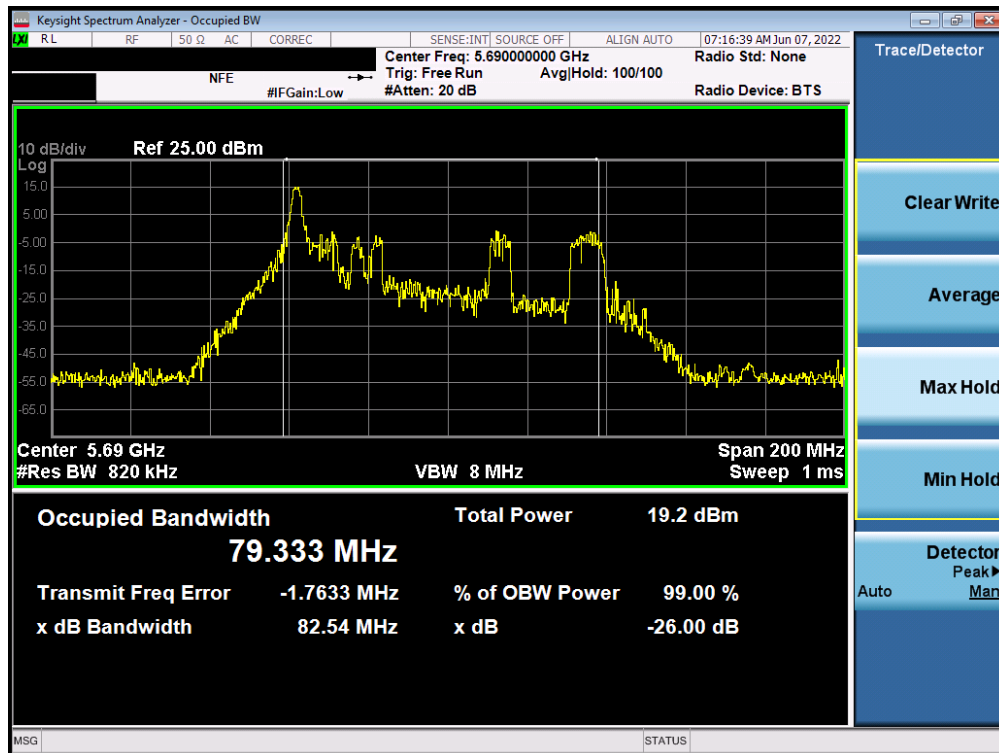 Keysight Spectrum Analyzer - Occupied BW
LXI RL RF 50 Ω AC CORREC SENSE:INT SOURCE OFF ALIGN AUTO 07:16:39 AM Jun 07, 2022
NFE
#IFGain:Low
Center Freq: 5.690000000 GHz
Trig: Free Run Avg|Hold: 100/100
#Atten: 20 dB
Radio Std: None
Radio Device: BTS
10 dB/div Ref 25.00 dBm
Log
15.0
5.00
-5.00
-15.0
-25.0
-35.0
-45.0
-55.0
-65.0
Center 5.69 GHz Span 200 MHz
#Res BW 820 kHz VBW 8 MHz Sweep 1 ms
Occupied Bandwidth Total Power 19.2 dBm
79.333 MHz
Transmit Freq Error -1.7633 MHz % of OBW Power 99.00 %
x dB Bandwidth 82.54 MHz x dB -26.00 dB
Trace/Detector
Clear Write
Average
Max Hold
Min Hold
Detector
Peak▶
Auto Man
MSG STATUS